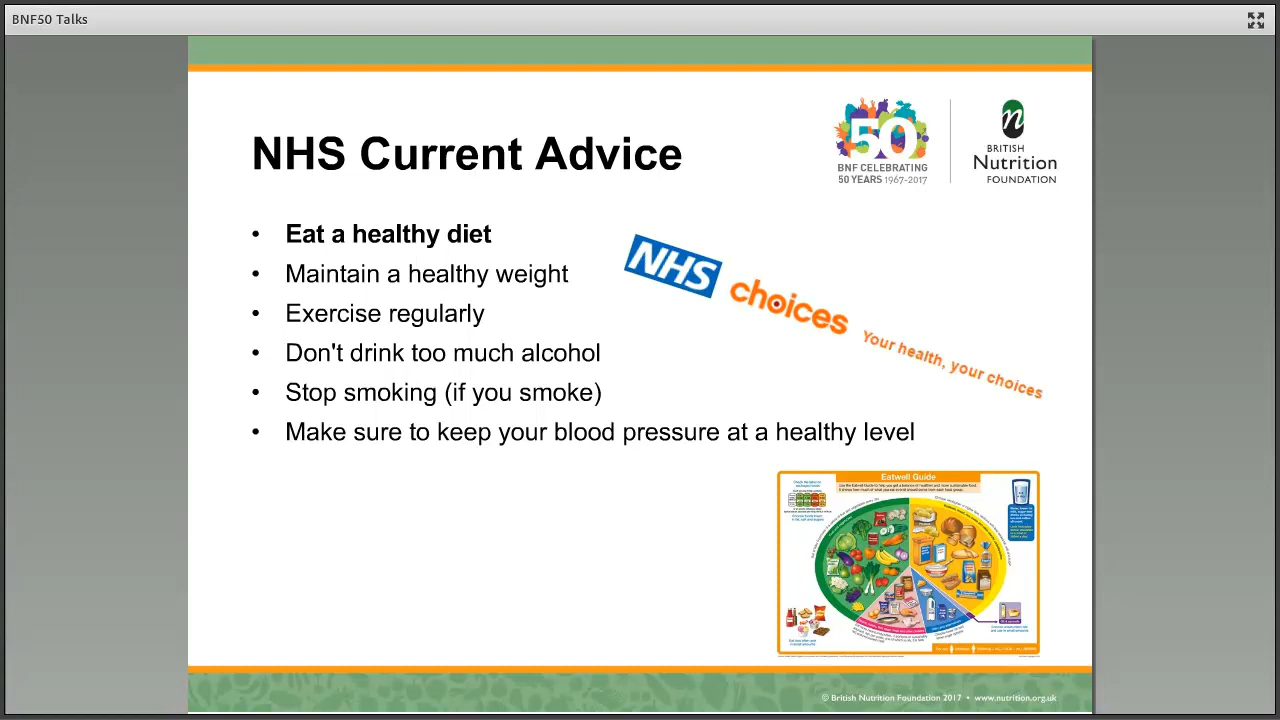 BNF50 Talks
NHS Current Advice
50
BNF CELEBRATING
50 YEARS 1967-2017
n
BRITISH
Nutrition
FOUNDATION
• Eat a healthy diet
• Maintain a healthy weight
• Exercise regularly
• Don't drink too much alcohol
• Stop smoking (if you smoke)
• Make sure to keep your blood pressure at a healthy level
NHS choices Your health, your choices
Eatwell Guide
© British Nutrition Foundation 2017 • www.nutrition.org.uk